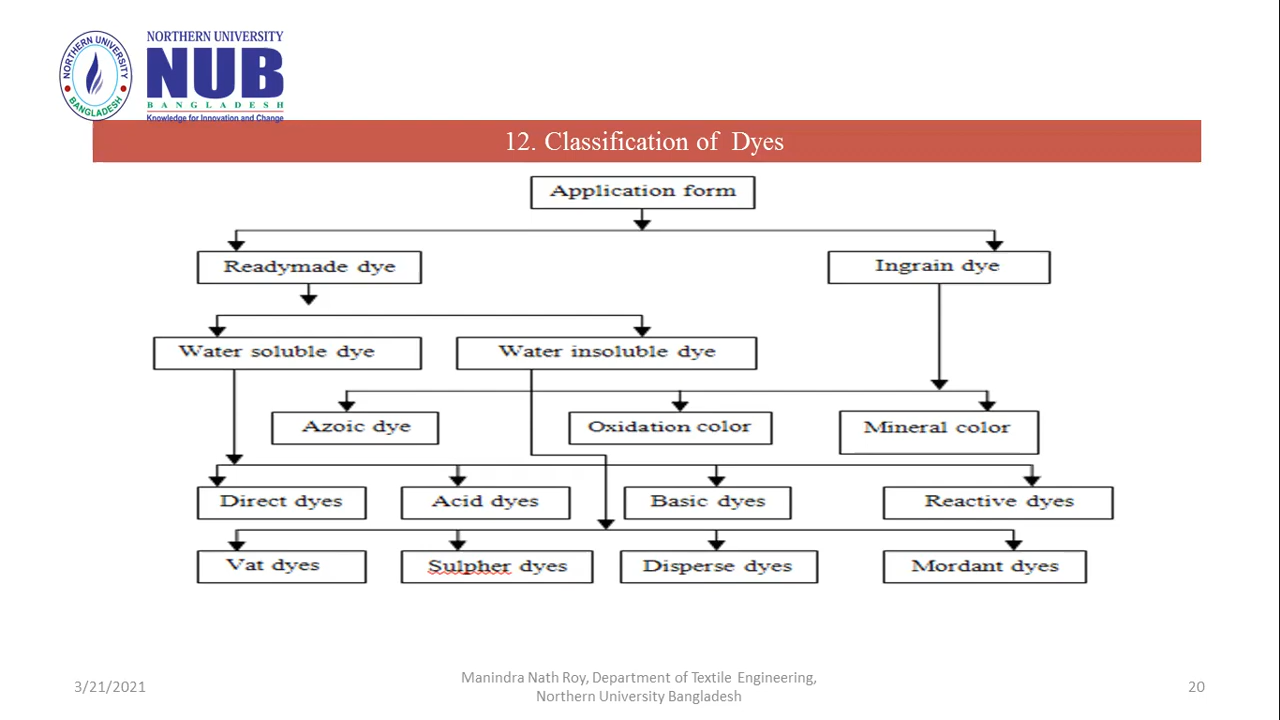 NORTHERN UNIVERSITY
BANGLADESH
NORTHERN UNIVERSITY
NUB
BANGLADESH
Knowledge for Innovation and Change
12. Classification of Dyes
Application form
Readymade dye
Ingrain dye
Water soluble dye
Water insoluble dye
Azoic dye
Oxidation color
Mineral color
Direct dyes
Acid dyes
Basic dyes
Reactive dyes
Vat dyes
Sulpher dyes
Disperse dyes
Mordant dyes
3/21/2021
Manindra Nath Roy, Department of Textile Engineering,
Northern University Bangladesh
20